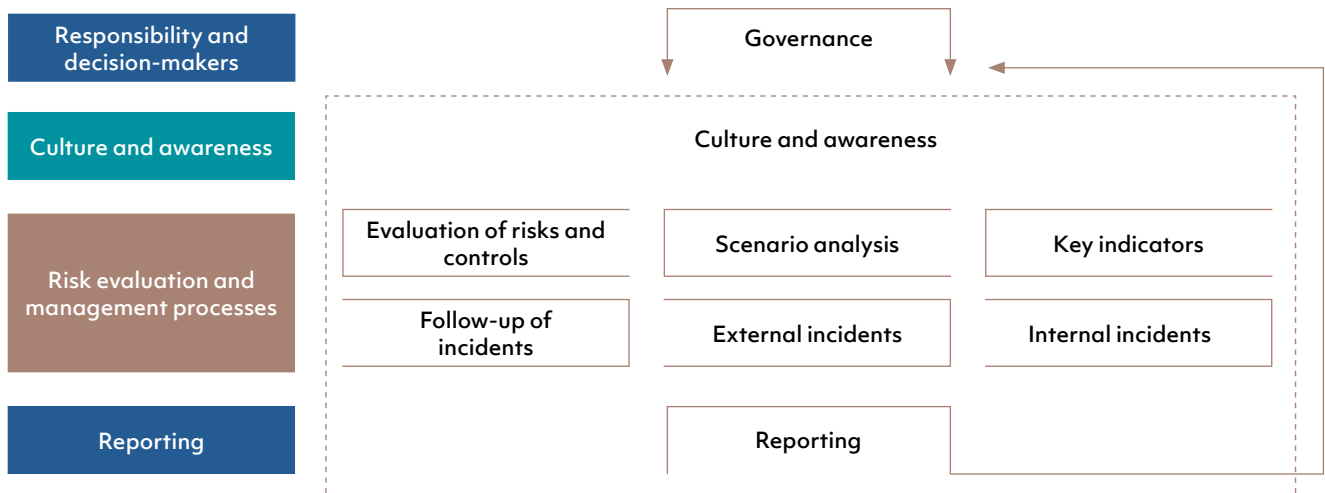 Responsibility and
decision-makers
Governance
Culture and awareness
Culture and awareness
Risk evaluation and
management processes
Evaluation of risks and
controls
Scenario analysis
Key indicators
Follow-up of
incidents
External incidents
Internal incidents
Reporting
Reporting